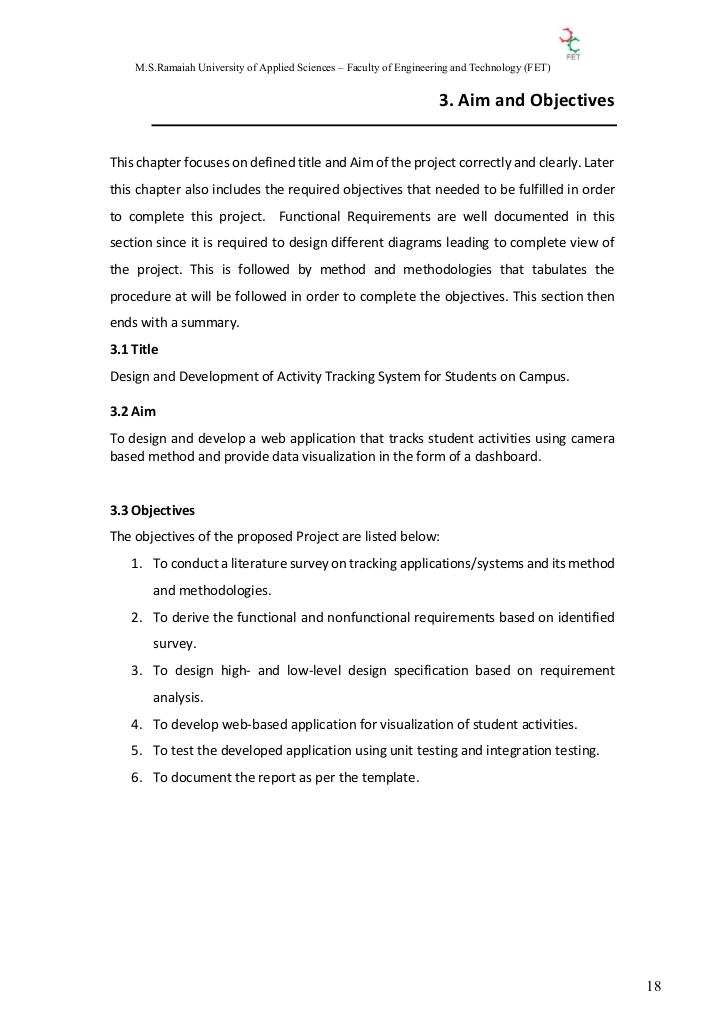 FET
M.S.Ramaiah University of Applied Sciences – Faculty of Engineering and Technology (FET)
3. Aim and Objectives
This chapter focuses on defined title and Aim of the project correctly and clearly. Later
this chapter also includes the required objectives that needed to be fulfilled in order
to complete this project. Functional Requirements are well documented in this
section since it is required to design different diagrams leading to complete view of
the project. This is followed by method and methodologies that tabulates the
procedure at will be followed in order to complete the objectives. This section then
ends with a summary.
3.1 Title
Design and Development of Activity Tracking System for Students on Campus.
3.2 Aim
To design and develop a web application that tracks student activities using camera
based method and provide data visualization in the form of a dashboard.
3.3 Objectives
The objectives of the proposed Project are listed below:
1. To conduct a literature survey on tracking applications/systems and its method
and methodologies.
2. To derive the functional and nonfunctional requirements based on identified
survey.
3. To design high- and low-level design specification based on requirement
analysis.
4. To develop web-based application for visualization of student activities.
5. To test the developed application using unit testing and integration testing.
6. To document the report as per the template.
18